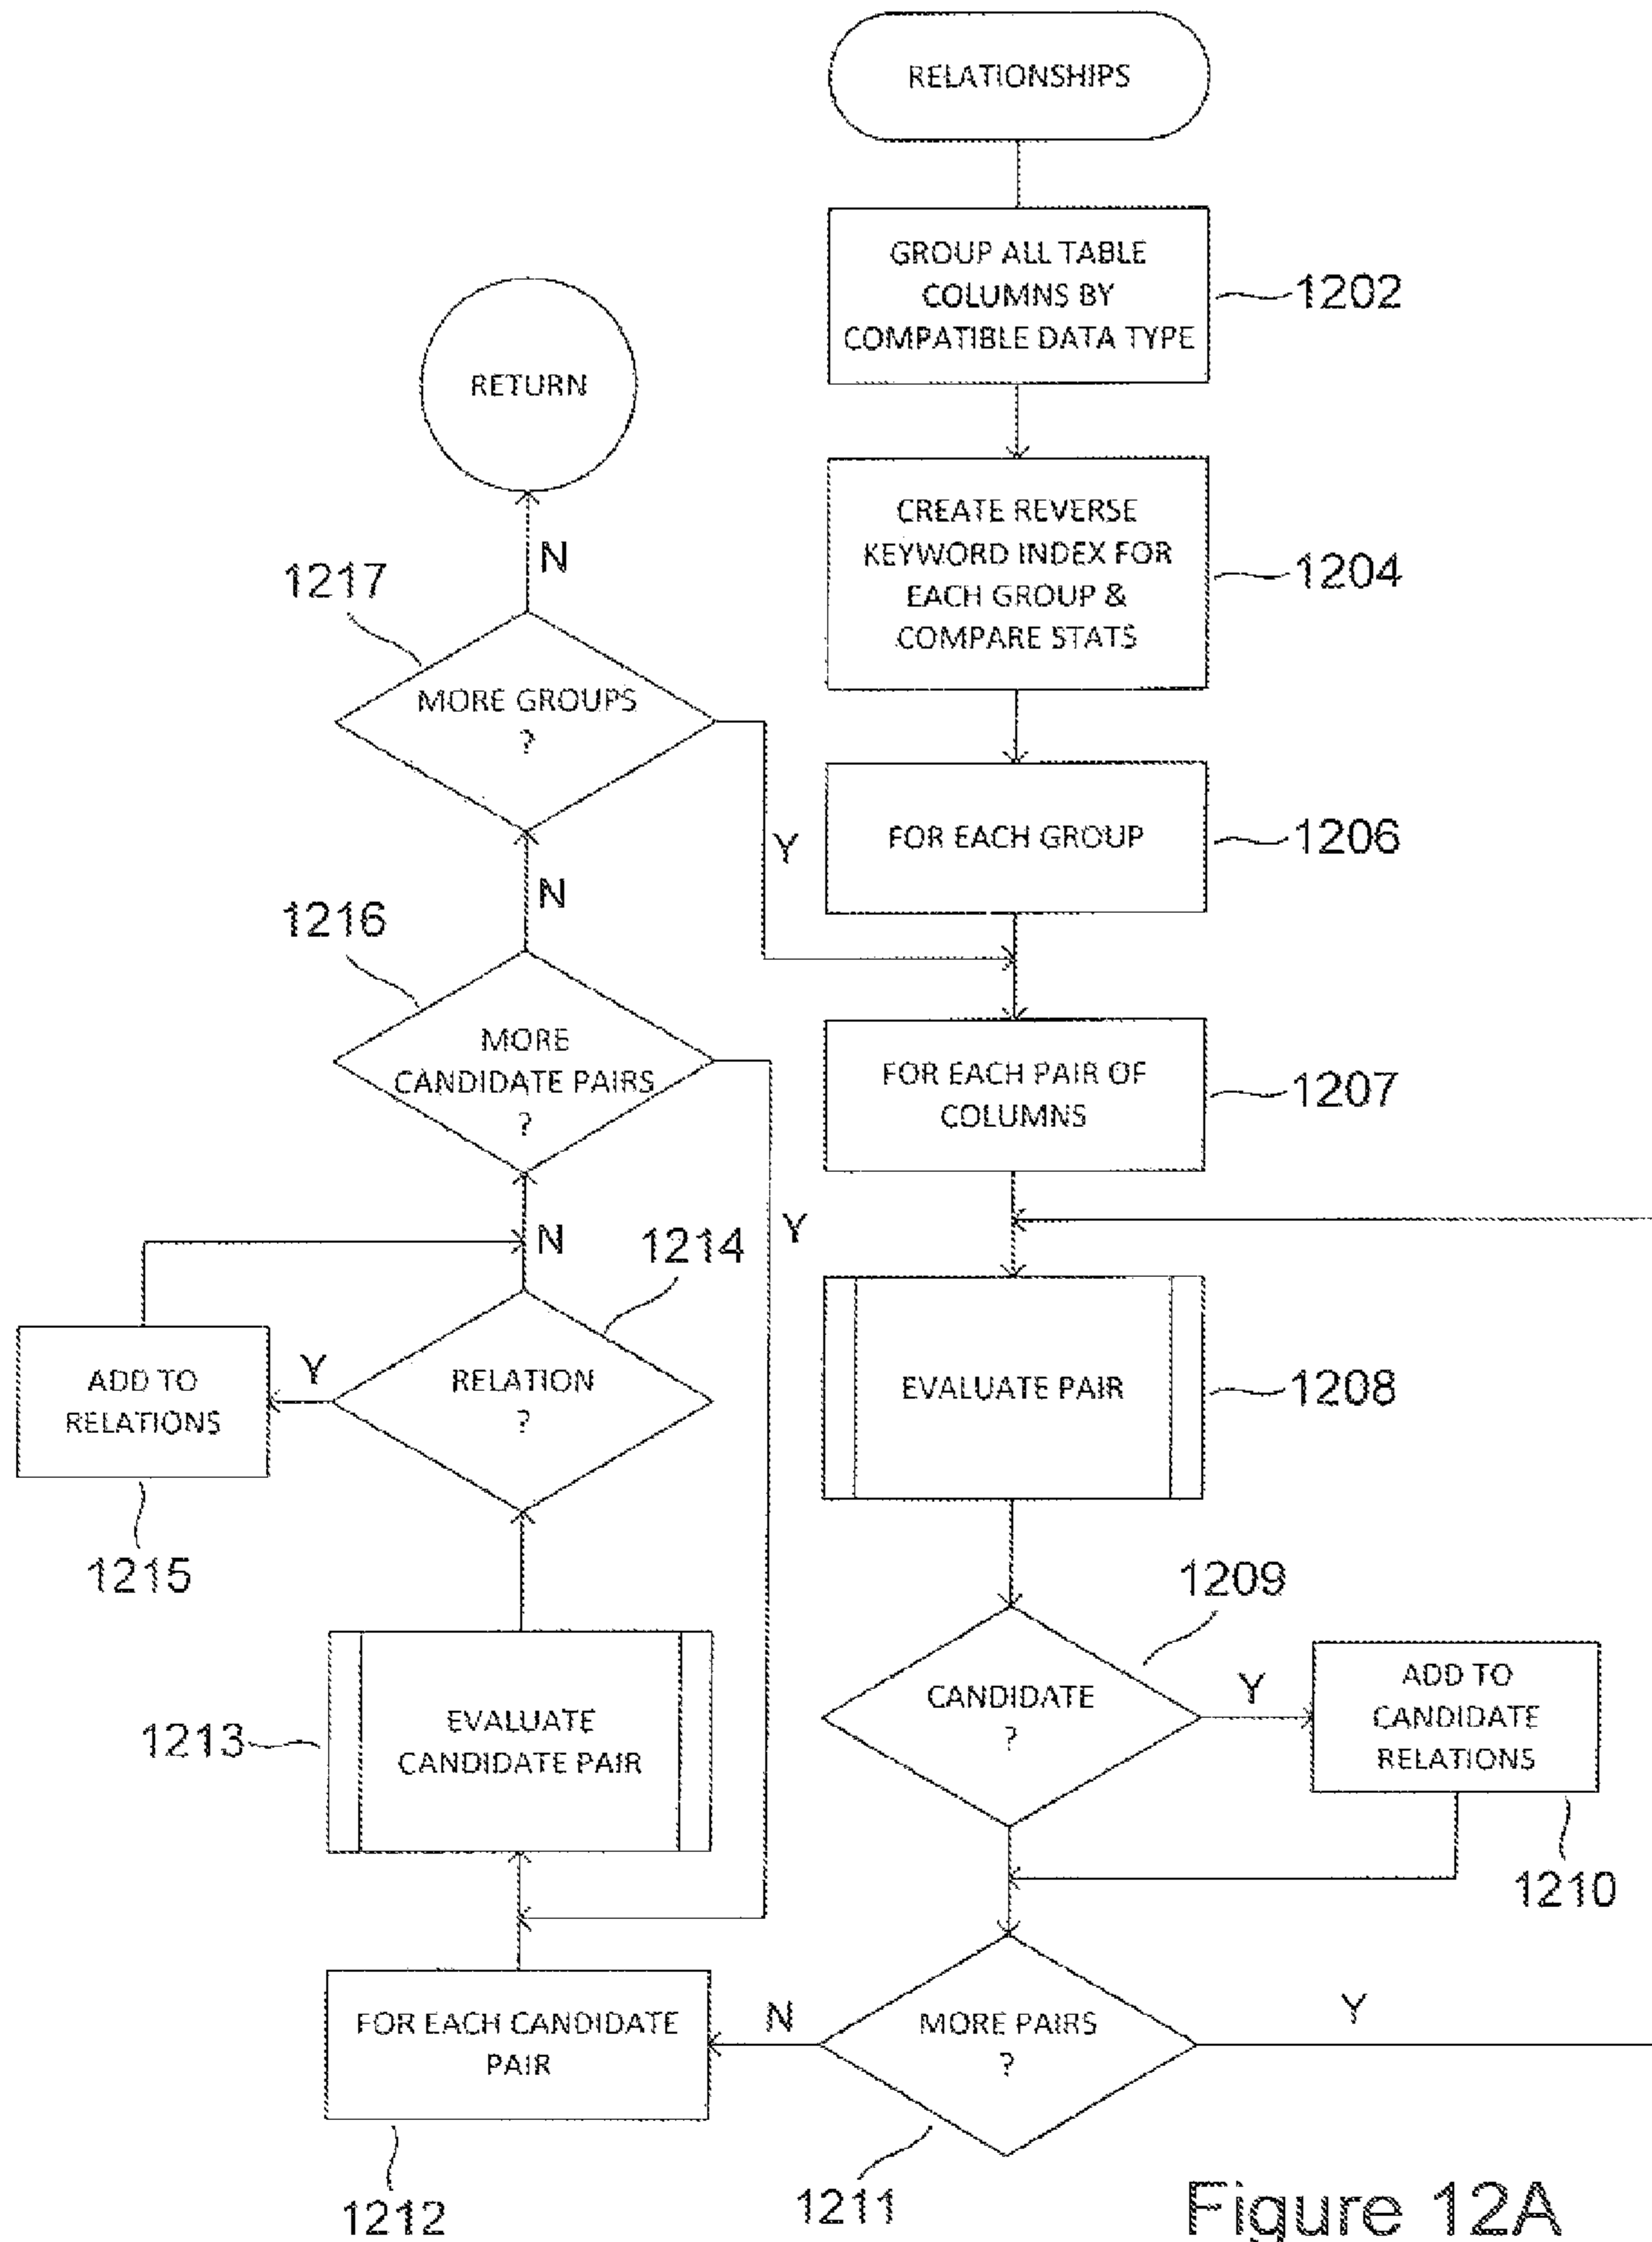 RELATIONSHIPS
GROUP ALL TABLE
COLUMNS BY
COMPATIBLE DATA TYPE
1202
CREATE REVERSE
KEYWORD INDEX FOR
EACH GROUP &
COMPARE STATS
1204
FOR EACH GROUP
1206
FOR EACH PAIR OF
COLUMNS
1207
EVALUATE PAIR
1208
CANDIDATE
?
1209
Y
ADD TO
CANDIDATE
RELATIONS
1210
MORE PAIRS
?
1211
Y
N
FOR EACH CANDIDATE
PAIR
1212
EVALUATE
CANDIDATE PAIR
1213
RELATION
?
1214
Y
ADD TO
RELATIONS
1215
N
MORE
CANDIDATE PAIRS
?
1216
Y
N
MORE GROUPS
?
1217
Y
N
RETURN
Figure 12A